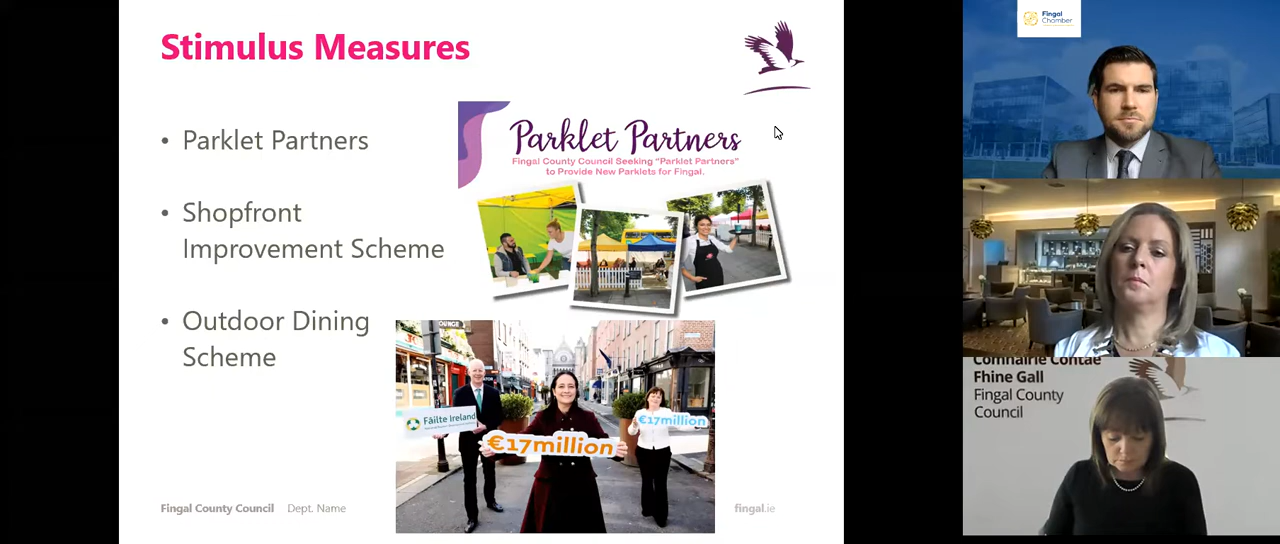 Stimulus Measures
• Parklet Partners
• Shopfront
Improvement Scheme
• Outdoor Dining
Scheme
Parklet Partners
Fingal County Council Seeking "Parklet Partners"
to Provide New Parklets for Fingal.
LOUNGE
Fáilte Ireland
€17million
€17million
Fingal County Council Dept. Name
fingal.ie
Fingal
Chamber
Comhairle Contae
Fhine Gall
Fingal County
Council